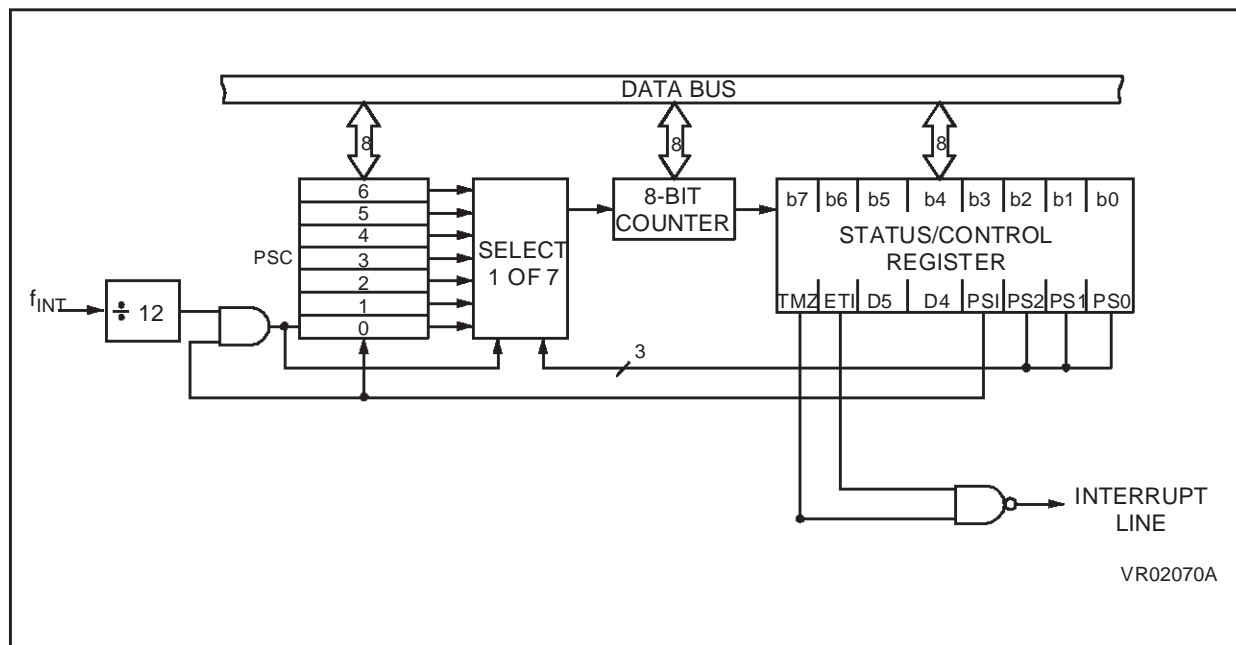 DATA BUS
8
8
8
6
5
4
3
2
1
0
PSC
SELECT
1 OF 7
8-BIT
COUNTER
b7 b6 b5 b4 b3 b2 b1 b0
STATUS/CONTROL
REGISTER
TMZ ETI D5 D4 PSI PS2 PS1 PS0
fINT
÷ 12
3
INTERRUPT
LINE
VR02070A